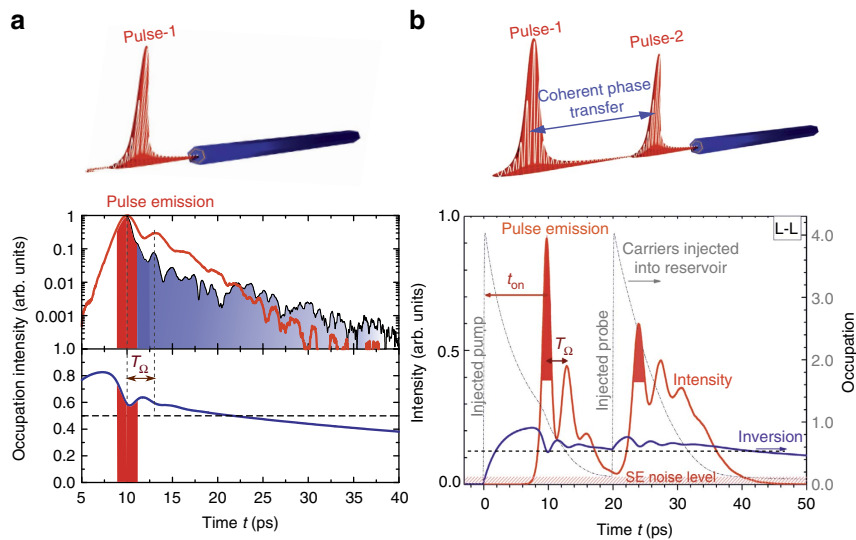 a
Pulse-1
Pulse emission
Occupation intensity (arb. units)
1
0.1
0.01
0.001
1.0
0.8
0.6
0.4
0.2
0.0
TΩ
5
10
15
20
25
30
35
40
Time t (ps)
b
Pulse-1
Pulse-2
Coherent phase
transfer
Intensity (arb. units)
1.0
0.5
0.0
Pulse emission
L-L
Carriers injected
into reservoir
ton
TΩ
Injected pump
Injected probe
Intensity
Inversion
SE noise level
4.0
3.0
2.0
1.0
0.0
Occupation
0
10
20
30
40
50
Time t (ps)